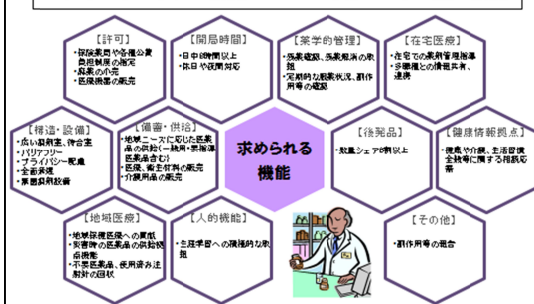 【許可】
・保険薬局や各種公費
負担制度の指定
・麻薬の小売
・医療機器の販売
【開局時間】
・日中8時間以上
・休日や夜間対応
【薬学的管理】
・残薬確認、残薬解消の取
組
・定期的な服薬状況、副作
用等の確認
【在宅医療】
・在宅での薬剤管理指導
・多職種との情報共有、
連携
【構造・設備】
・広い調剤室、待合室
・バリアフリー
・プライバシー配慮
・全面禁煙
・無菌調剤設備
【備蓄・供給】
・地域ニーズに応じた医薬
品の供給(一般用・要指導
医薬品含む)
・医療、衛生材料の販売
・介護用品の販売
求められる
機能
【後発品】
・数量シェア6割以上
【健康情報拠点】
・健康や介護、生活習慣
全般等に関する相談応
需
【地域医療】
・地域保健医療への貢献
・災害時の医薬品の供給拠
点機能
・不要医薬品、使用済み注
射針の回収
【人的機能】
・生涯学習への積極的な取
組
【その他】
・副作用等の報告